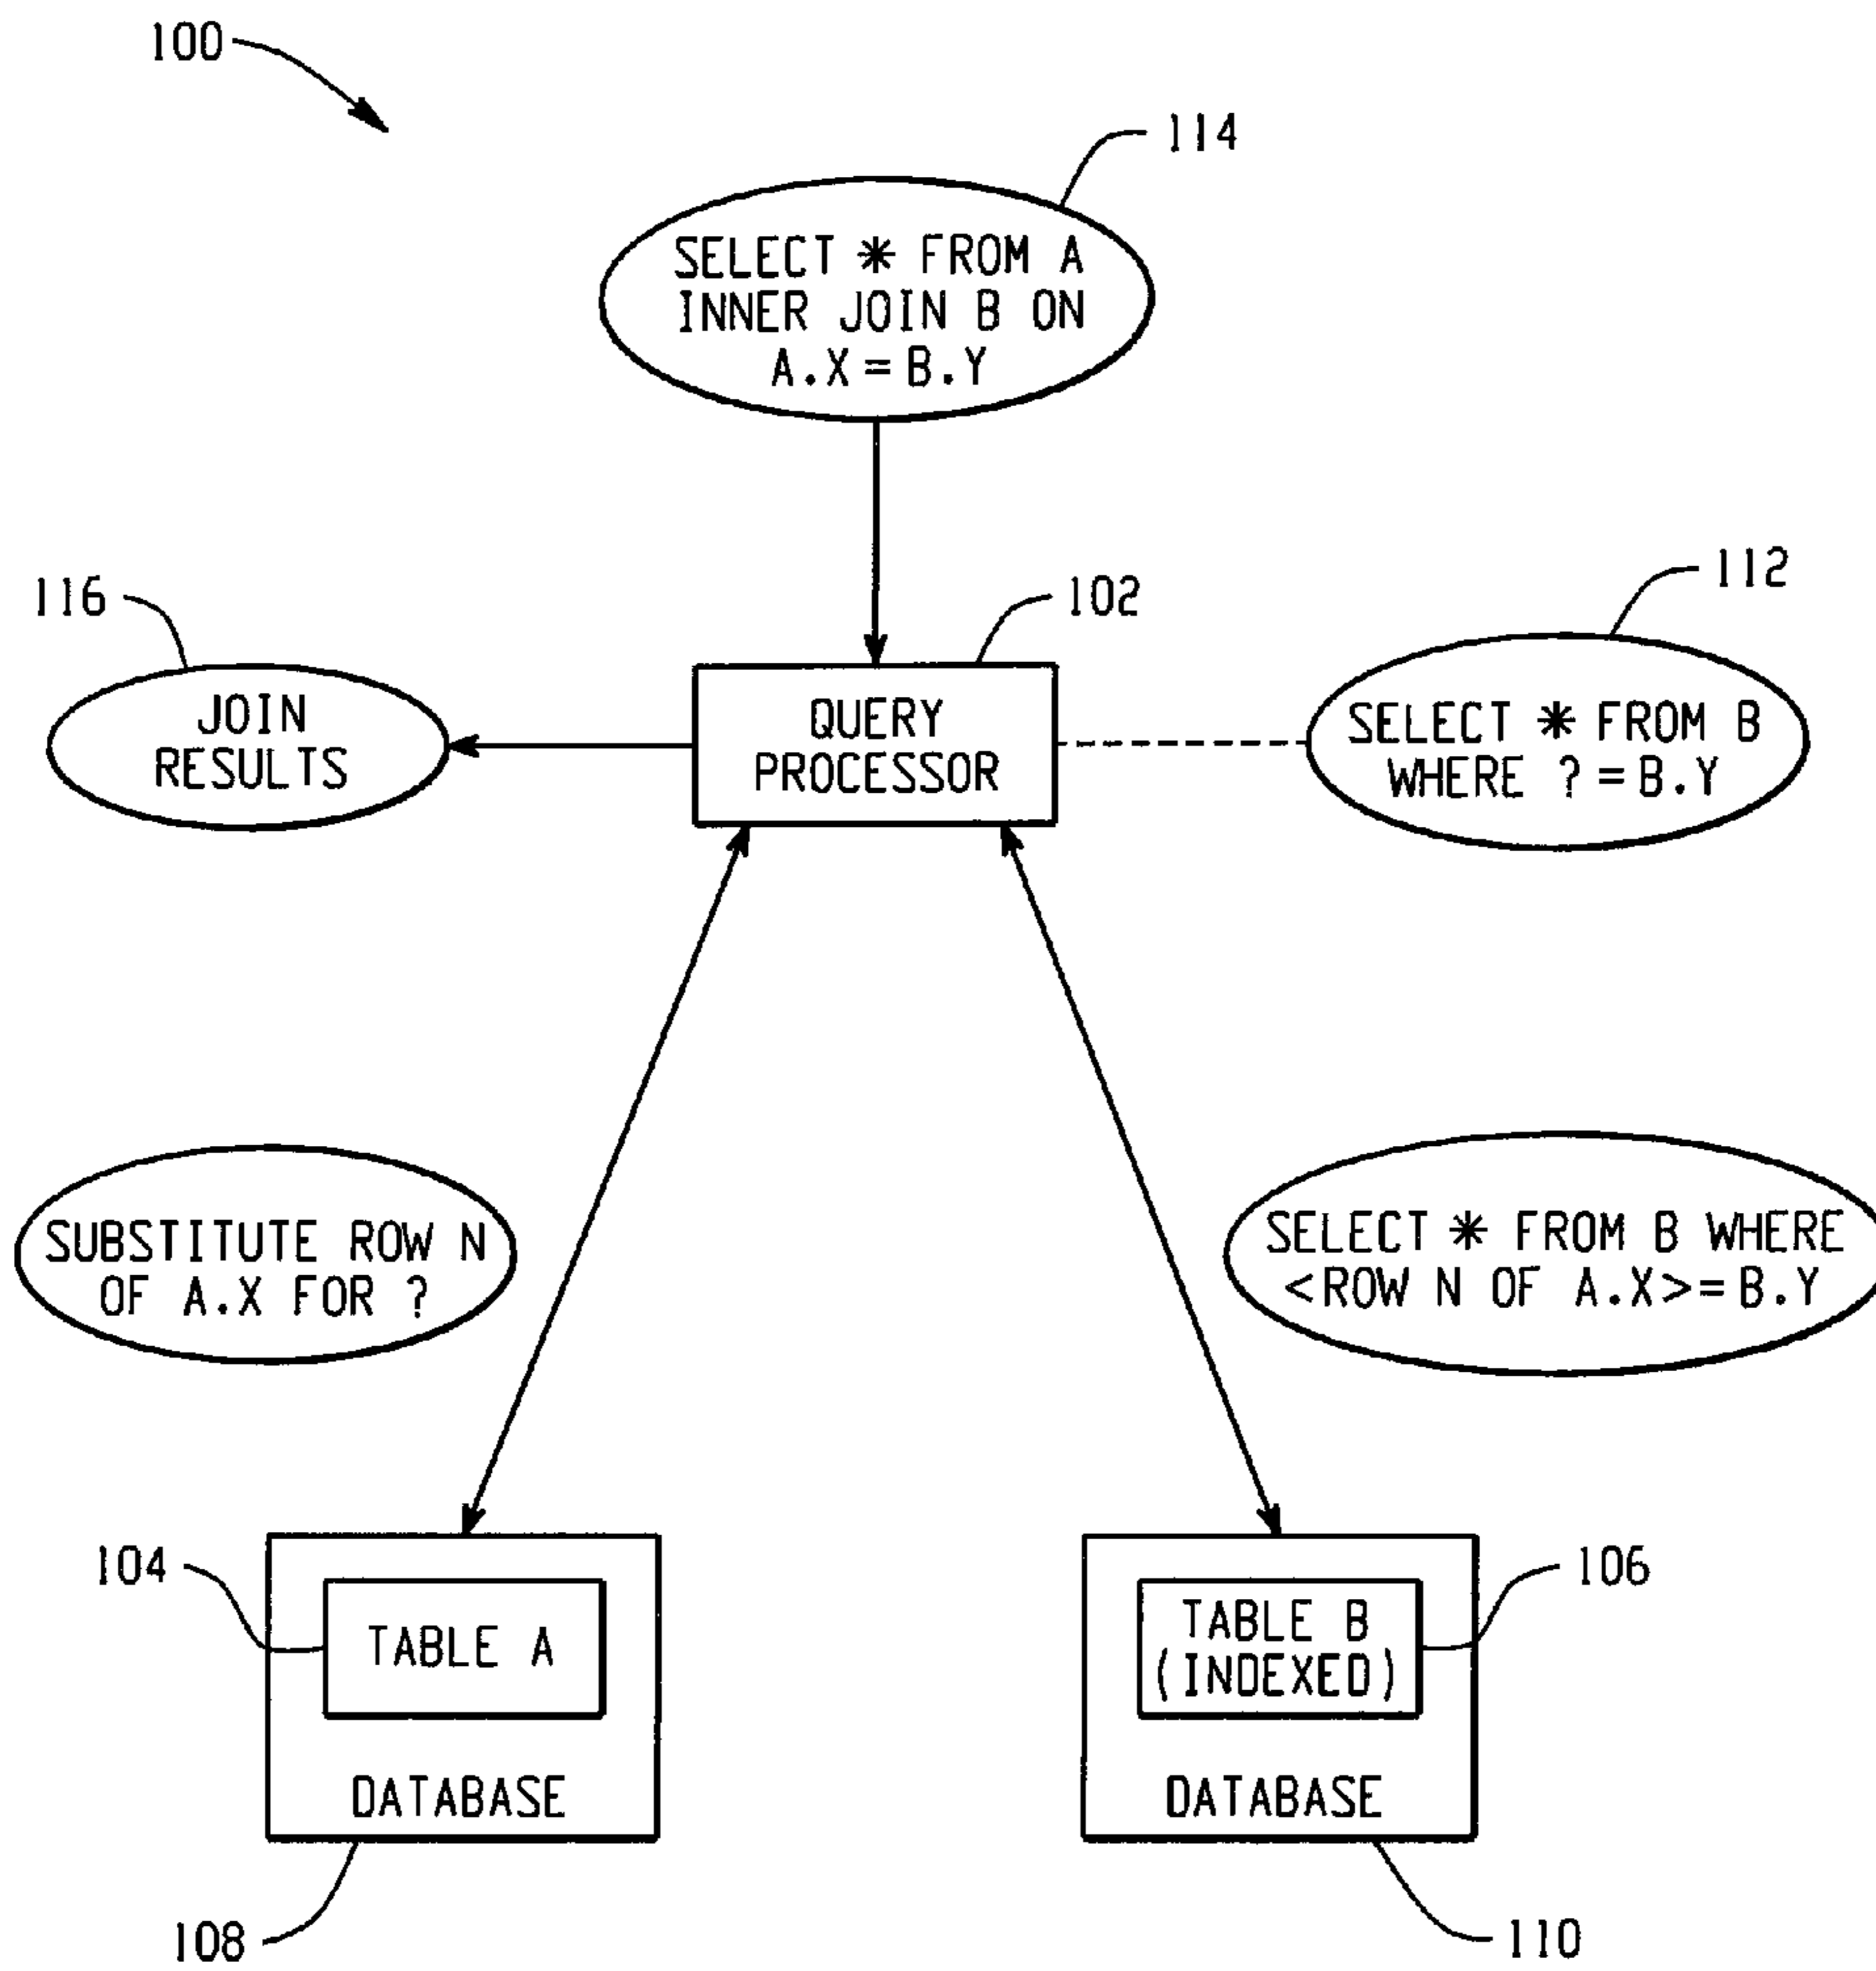 100
114
SELECT * FROM A
INNER JOIN B ON
A.X=B.Y
116
102
112
JOIN
RESULTS
QUERY
PROCESSOR
SELECT * FROM B
WHERE ?=B.Y
SUBSTITUTE ROW N
OF A.X FOR ?
SELECT * FROM B WHERE
<ROW N OF A.X>=B.Y
104
TABLE A
DATABASE
108
106
TABLE B
(INDEXED)
DATABASE
110